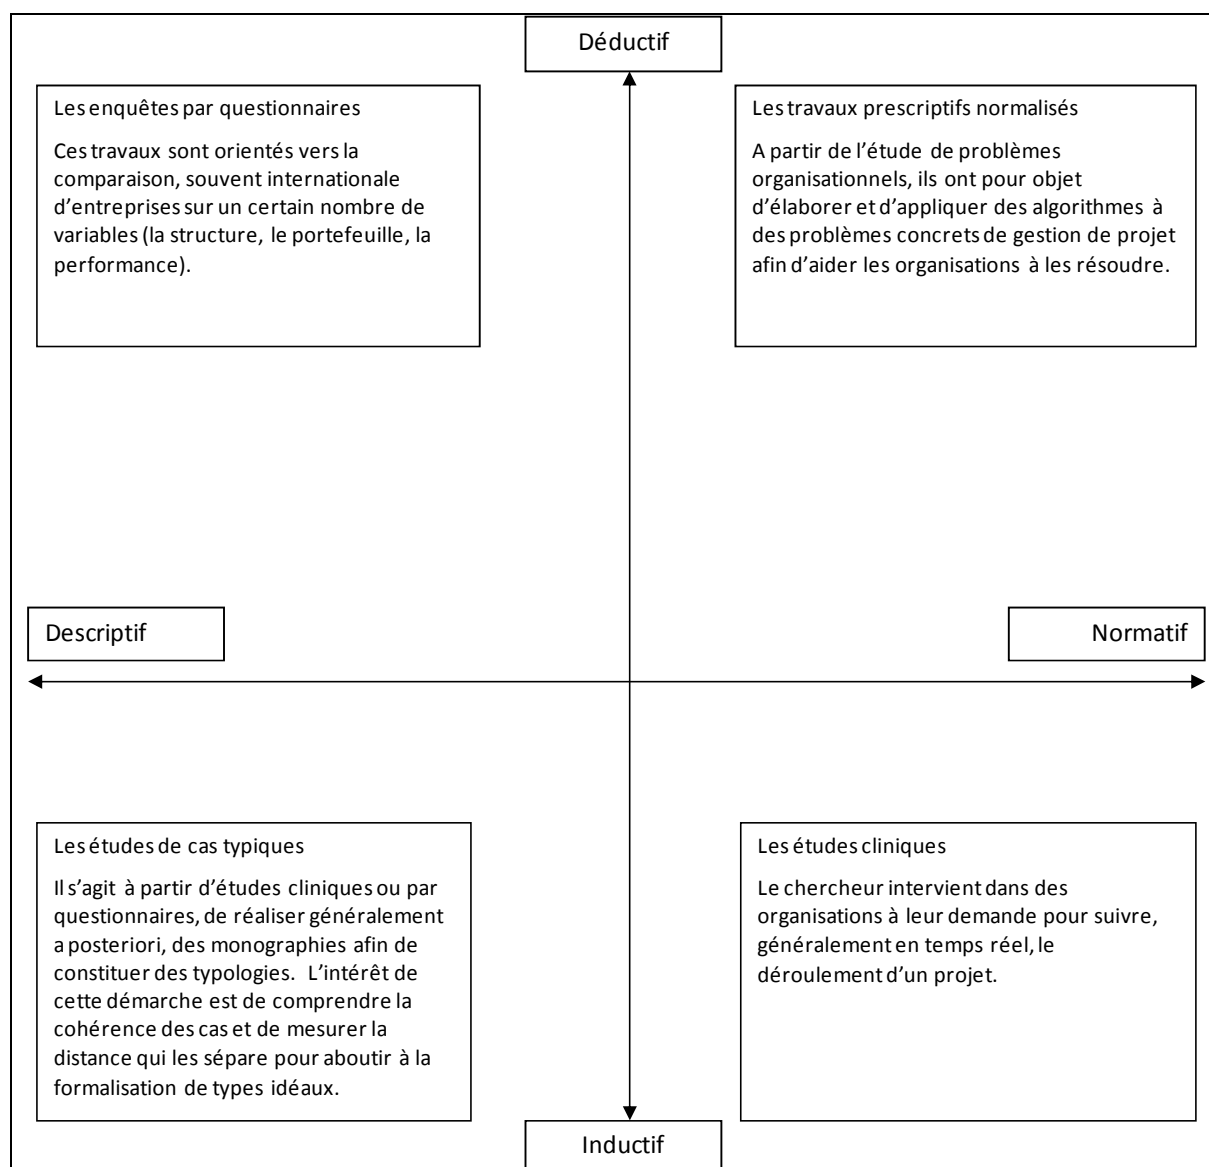 Déductif
Les enquêtes par questionnaires
Ces travaux sont orientés vers la
comparaison, souvent internationale
d’entreprises sur un certain nombre de
variables (la structure, le portefeuille, la
performance).
Les travaux prescriptifs normalisés
A partir de l’étude de problèmes
organisationnels, ils ont pour objet
d’élaborer et d’appliquer des algorithmes à
des problèmes concrets de gestion de projet
afin d’aider les organisations à les résoudre.
Descriptif
Normatif
Les études de cas typiques
Il s’agit à partir d’études cliniques ou par
questionnaires, de réaliser généralement
a posteriori, des monographies afin de
constituer des typologies. L’intérêt de
cette démarche est de comprendre la
cohérence des cas et de mesurer la
distance qui les sépare pour aboutir à la
formalisation de types idéaux.
Les études cliniques
Le chercheur intervient dans des
organisations à leur demande pour suivre,
généralement en temps réel, le
déroulement d’un projet.
Inductif